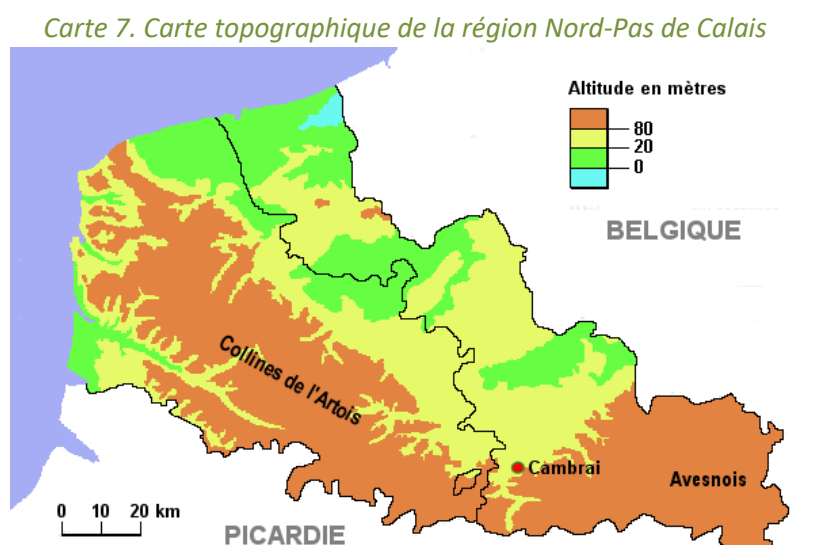 Carte 7. Carte topographique de la région Nord-Pas de Calais
Altitude en mètres
80
20
0
BELGIQUE
Collines de l'Artois
Cambrai
Avesnois
0 10 20 km
PICARDIE